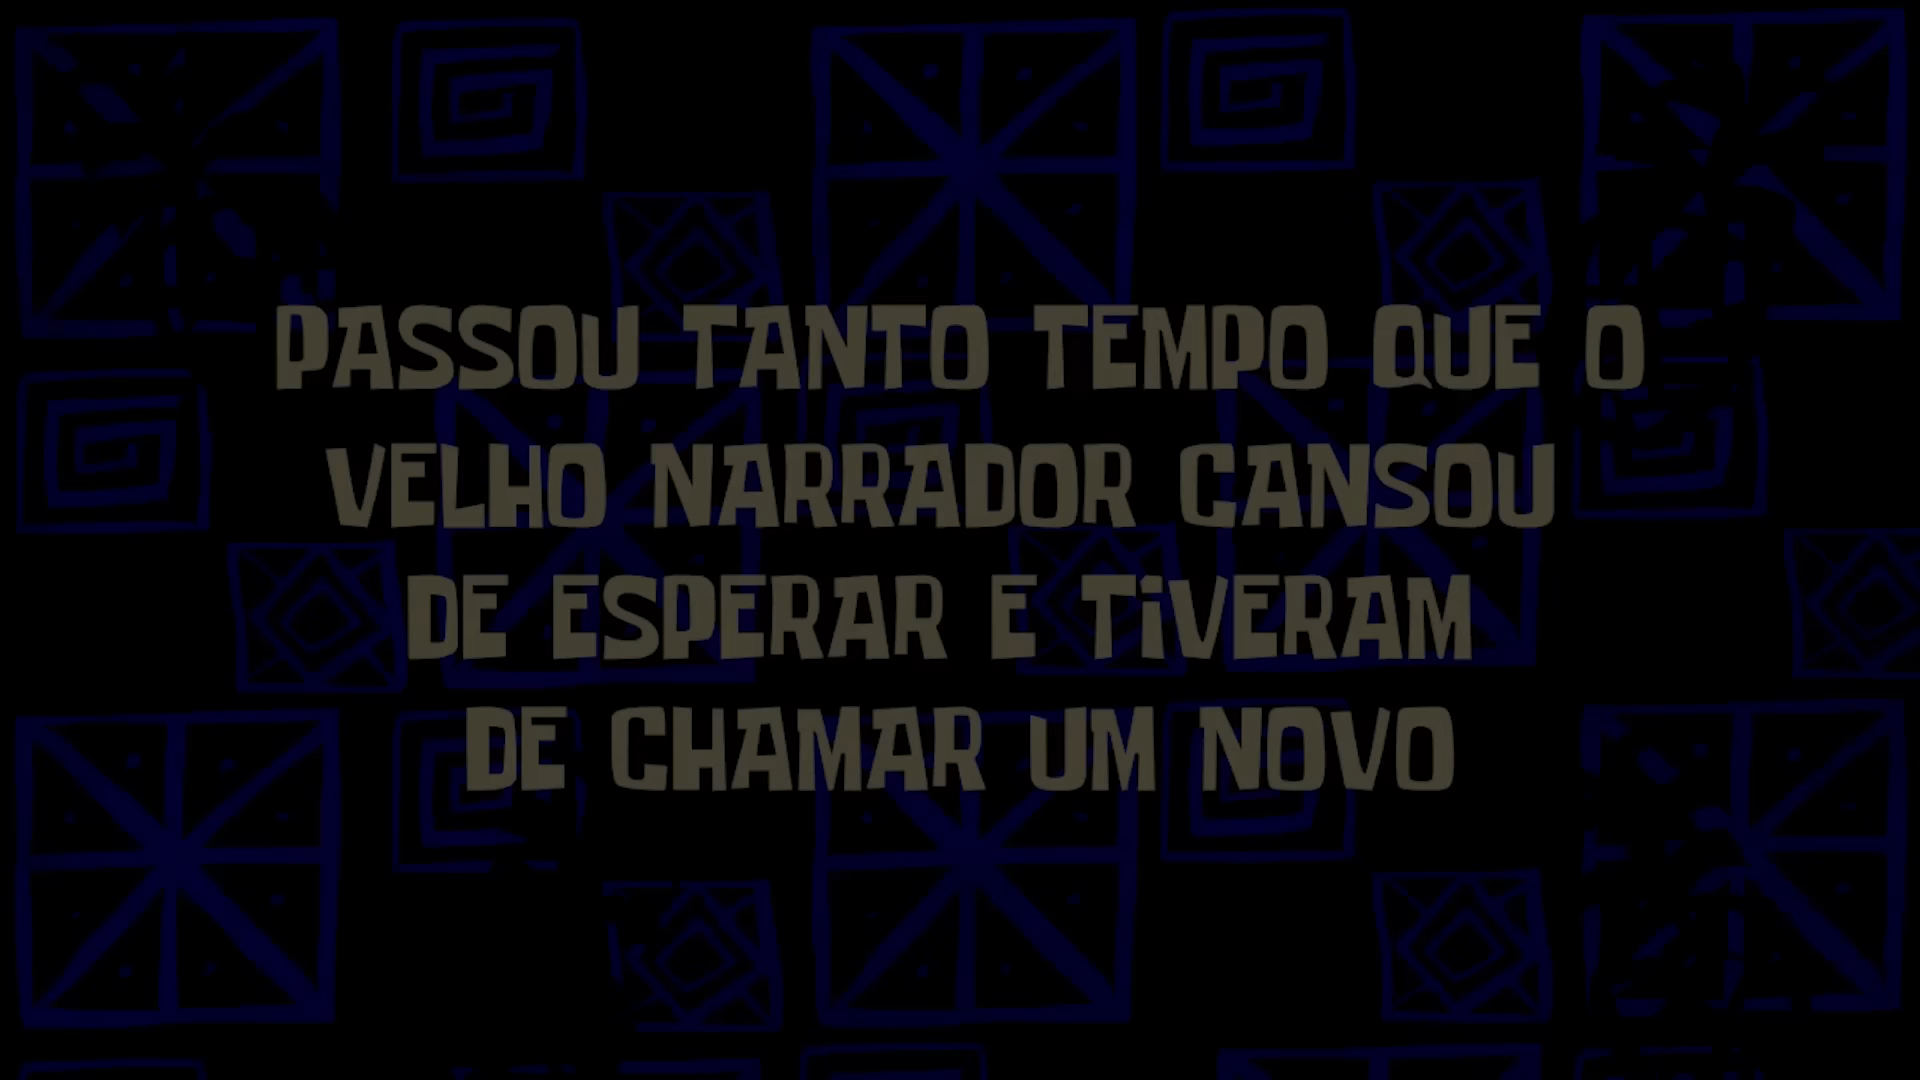 PASSOU TANTO TEMPO QUE O
VELHO NARRADOR CANSOU
DE ESPERAR E TiVERAM
DE CHAMAR UM NOVO